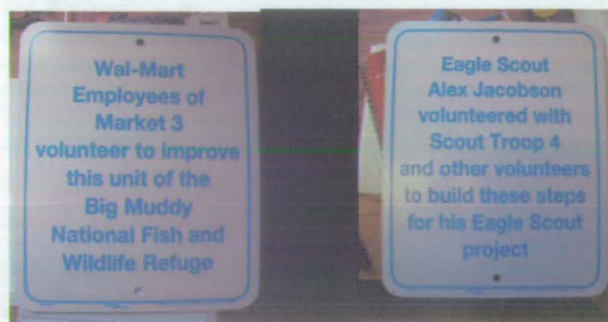 Wal-Mart
Employees of
Market 3
volunteer to improve
this unit of the
Big Muddy
National Fish and
Wildlife Refuge
Eagle Scout
Alex Jacobson
volunteered with
Scout Troop 4
and other volunteers
to build these steps
for his Eagle Scout
project